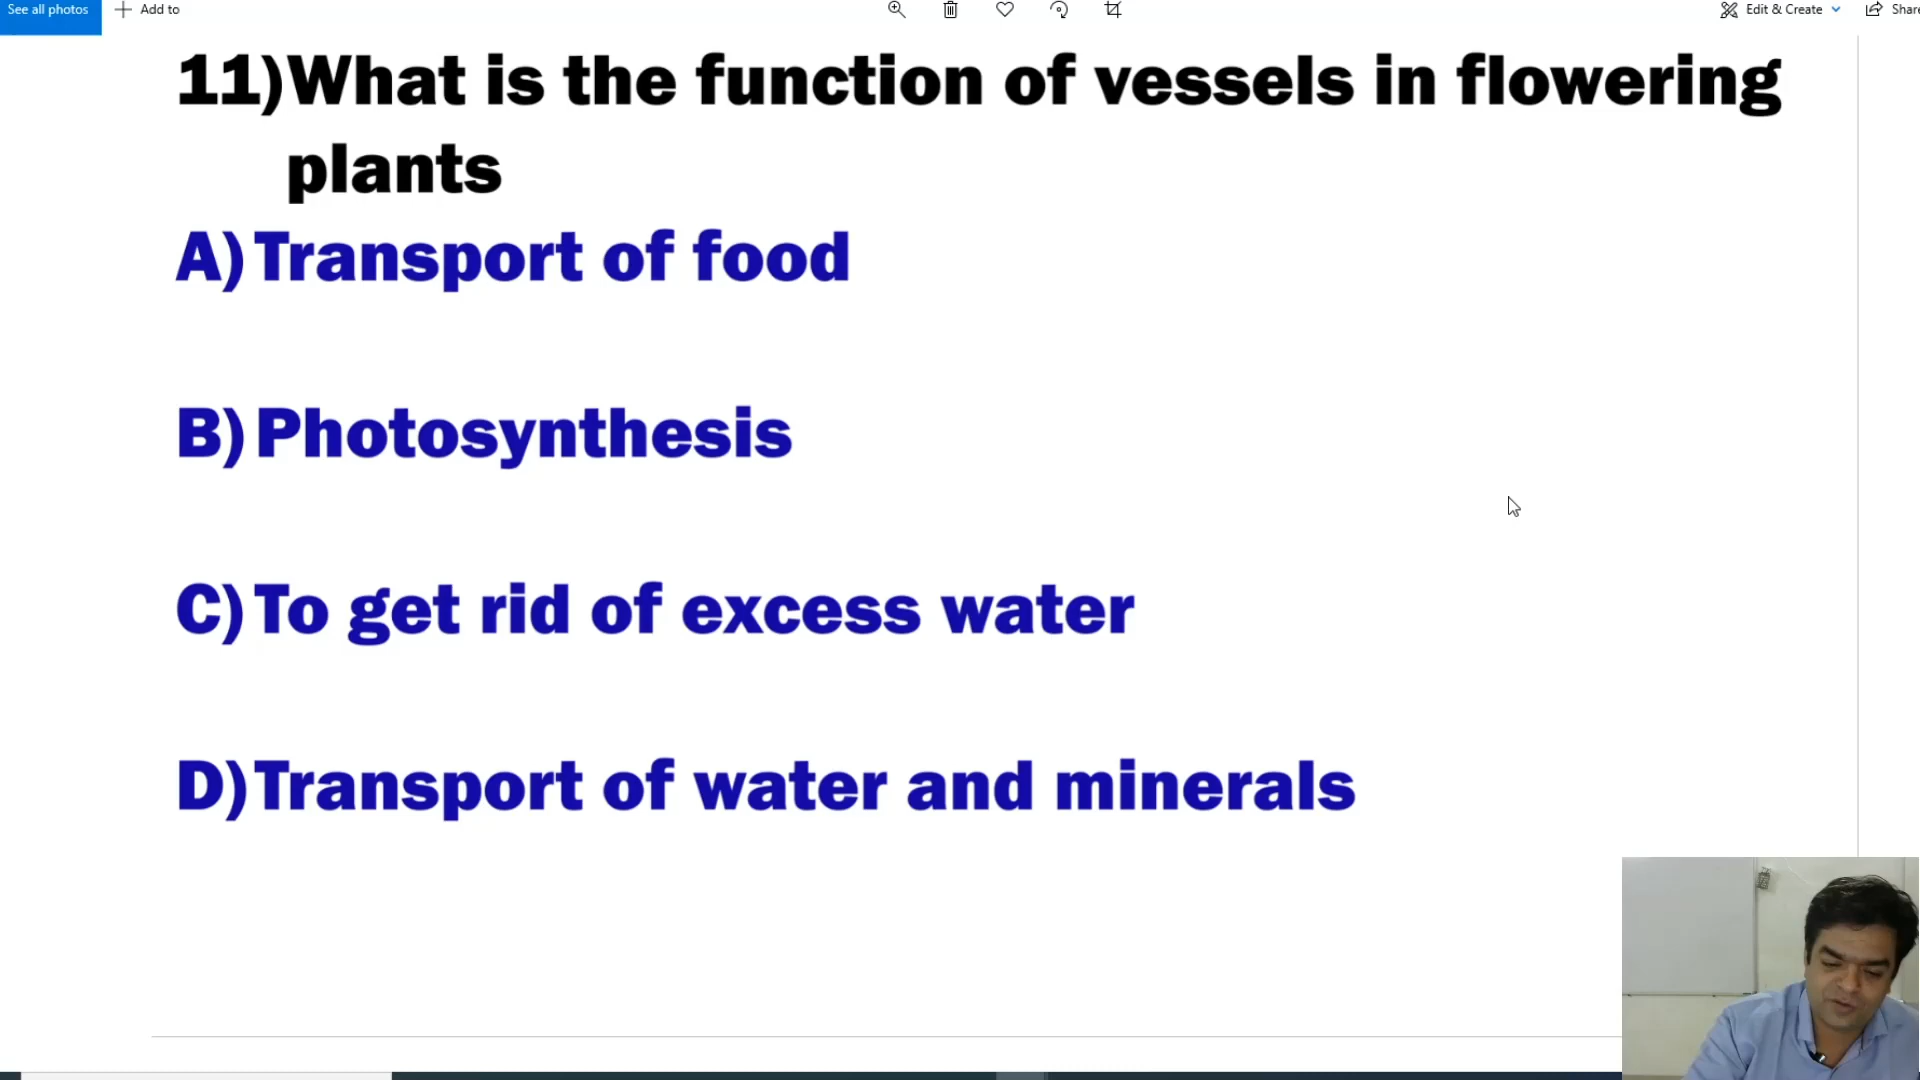 See all photos
Add to
Edit & Create
Share
11)What is the function of vessels in flowering
plants
A)Transport of food
B)Photosynthesis
C)To get rid of excess water
D)Transport of water and minerals